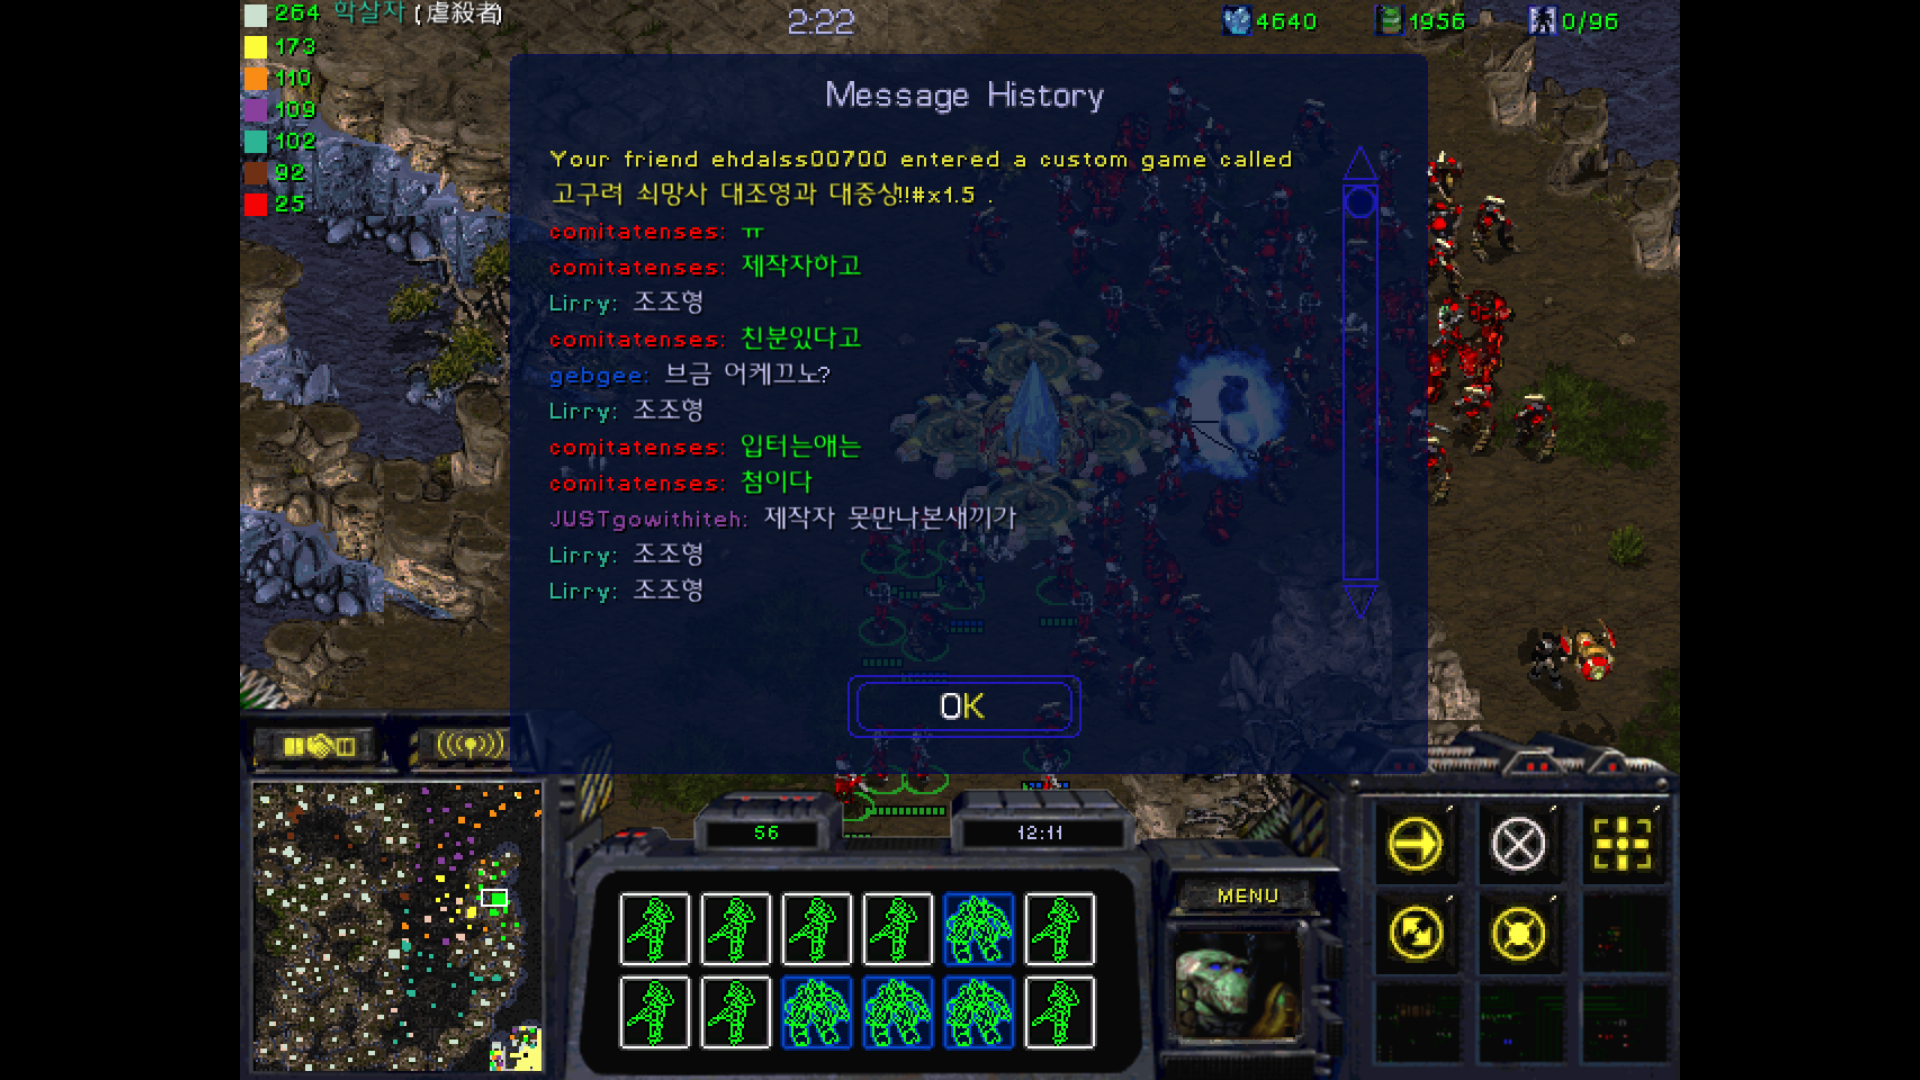 264 학살자 (虐殺者)
173
110
109
102
92
25
2:22
4640
1956
0/96
Message History
Your friend ehdalss00700 entered a custom game called
고구려 쇠망사 대조영과 대중상!!#x1.5 .
comitatenses: ㅠ
comitatenses: 제작자하고
Lirry: 조조형
comitatenses: 친분있다고
gebgee: 브금 어케끄노?
Lirry: 조조형
comitatenses: 입터는애는
comitatenses: 첨이다
JUSTgowithiteh: 제작자 못만나본새끼가
Lirry: 조조형
Lirry: 조조형
OK
56
12:11
MENU